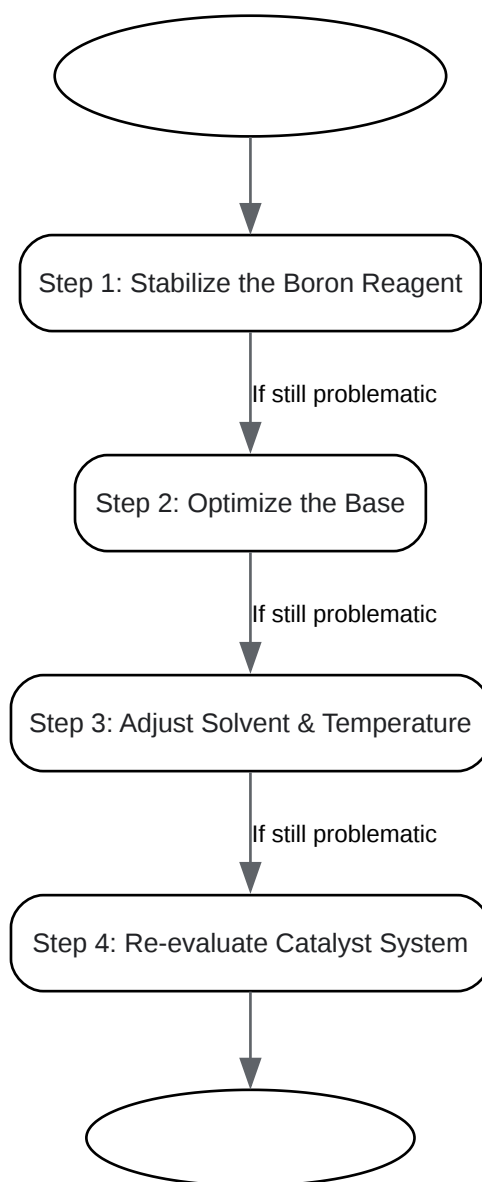 Step 1: Stabilize the Boron Reagent
If still problematic
Step 2: Optimize the Base
If still problematic
Step 3: Adjust Solvent & Temperature
If still problematic
Step 4: Re-evaluate Catalyst System